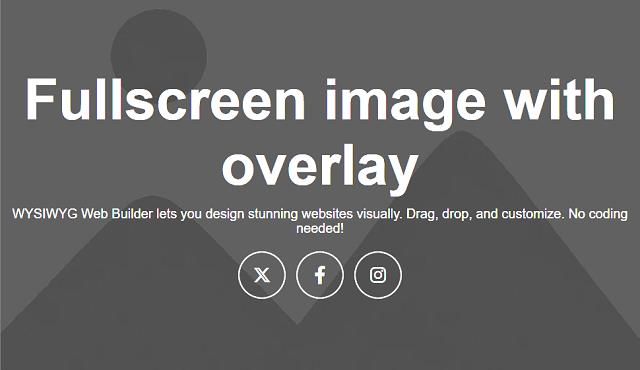 Fullscreen image with
overlay
WYSIWYG Web Builder lets you design stunning websites visually. Drag, drop, and customize. No coding
needed!